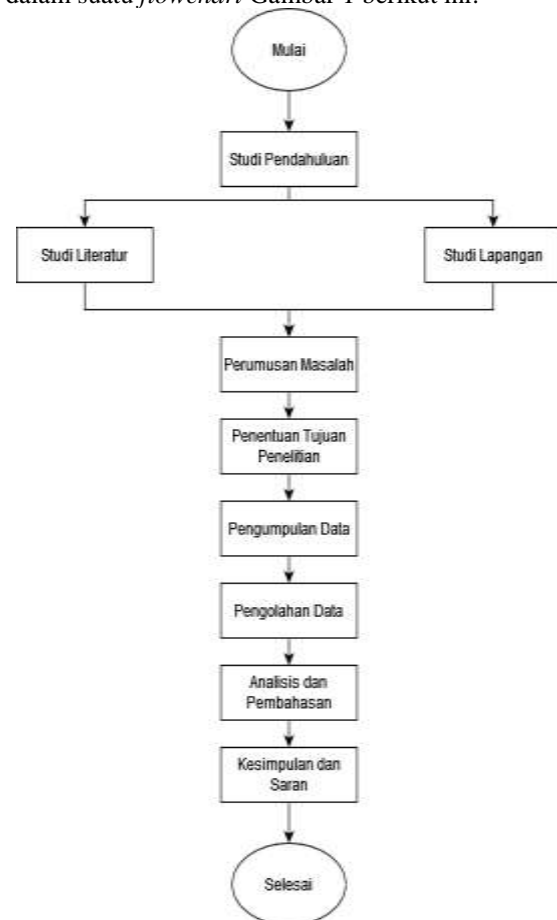 dalam suatu flowchart Gambar 1 berikut ini.
Mulai
Studi Pendahuluan
Studi Literatur
Studi Lapangan
Perumusan Masalah
Penentuan Tujuan
Penelitian
Pengumpulan Data
Pengolahan Data
Analisis dan
Pembahasan
Kesimpulan dan
Saran
Selesai